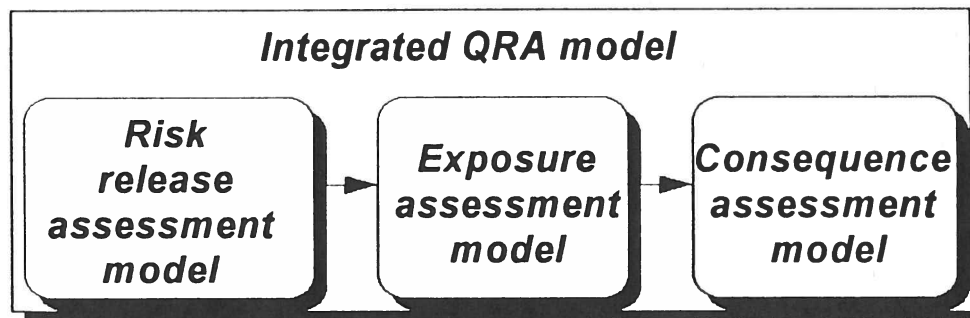 Integrated QRA model
Risk
release
assessment
model
Exposure
assessment
model
Consequence
assessment
model